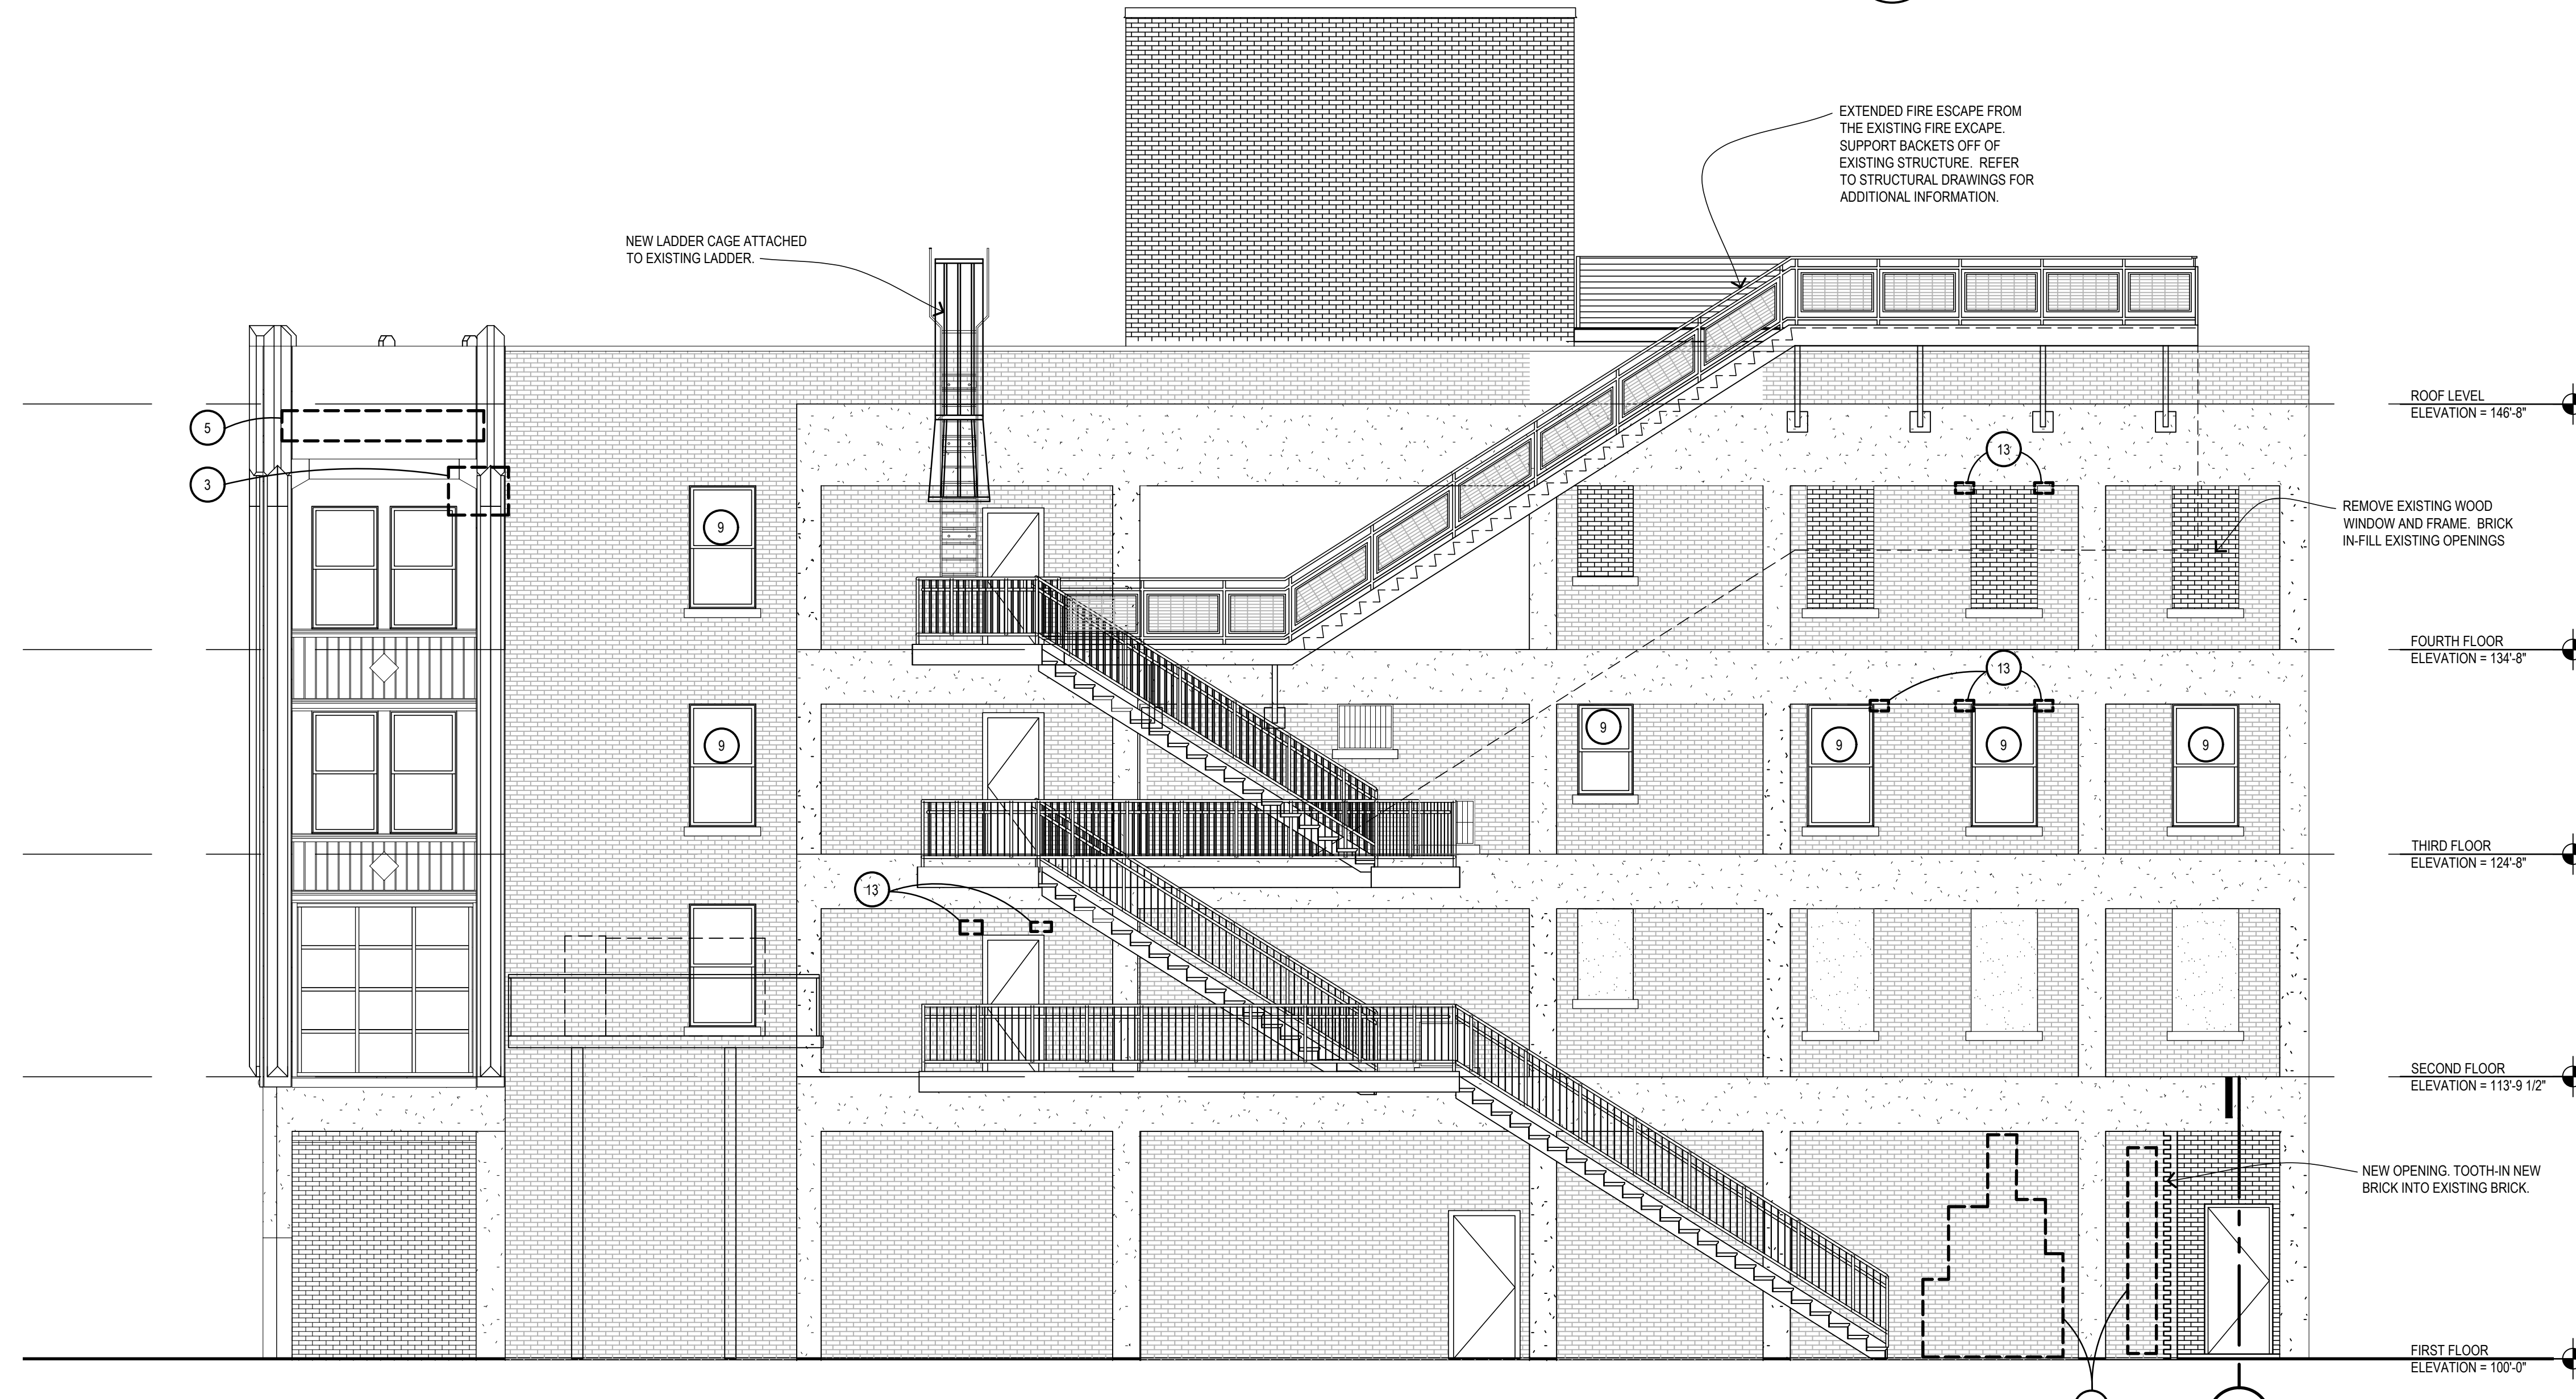 EXTENDED FIRE ESCAPE FROM
THE EXISTING FIRE EXCAPE.
SUPPORT BACKETS OFF OF
EXISTING STRUCTURE.  REFER
TO STRUCTURAL DRAWINGS FOR
ADDITIONAL INFORMATION.
NEW LADDER CAGE ATTACHED
TO EXISTING LADDER.
ROOF LEVEL
ELEVATION = 146'-8"
5
3
13
9
REMOVE EXISTING WOOD
WINDOW AND FRAME.  BRICK
IN-FILL EXISTING OPENINGS
FOURTH FLOOR
ELEVATION = 134'-8"
13
9
9
9
9
9
THIRD FLOOR
ELEVATION = 124'-8"
13
SECOND FLOOR
ELEVATION = 113'-9 1/2"
NEW OPENING. TOOTH-IN NEW
BRICK INTO EXISTING BRICK.
FIRST FLOOR
ELEVATION = 100'-0"